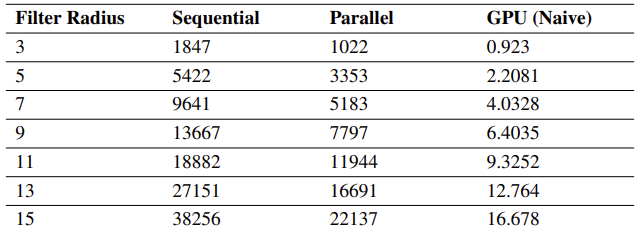 Filter Radius Sequential Parallel GPU (Naive)
3 1847 1022 0.923
5 5422 3353 2.2081
7 9641 5183 4.0328
9 13667 7797 6.4035
11 18882 11944 9.3252
13 27151 16691 12.764
15 38256 22137 16.678